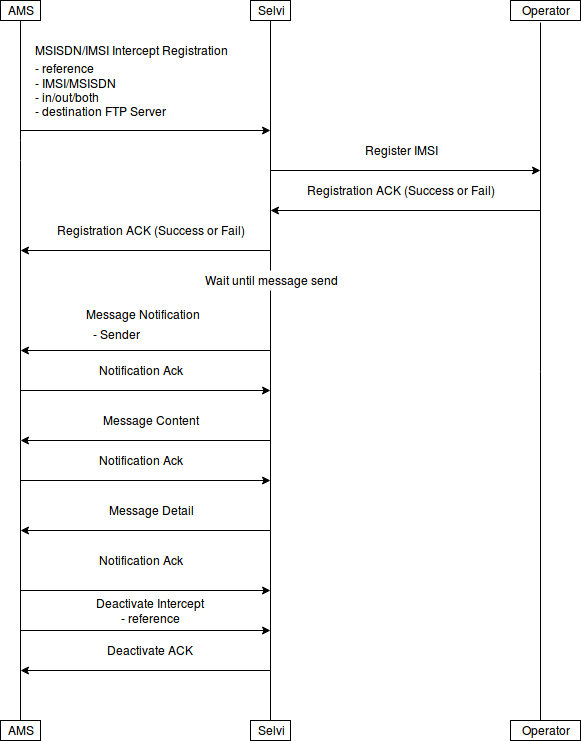 AMS
Selvi
Operator
MSISDN/IMSI Intercept Registration
- reference
- IMSI/MSISDN
- in/out/both
- destination FTP Server
Register IMSI
Registration ACK (Success or Fail)
Registration ACK (Success or Fail)
Wait until message send
Message Notification
- Sender
Notification Ack
Message Content
Notification Ack
Message Detail
Notification Ack
Deactivate Intercept
- reference
Deactivate ACK
AMS
Selvi
Operator